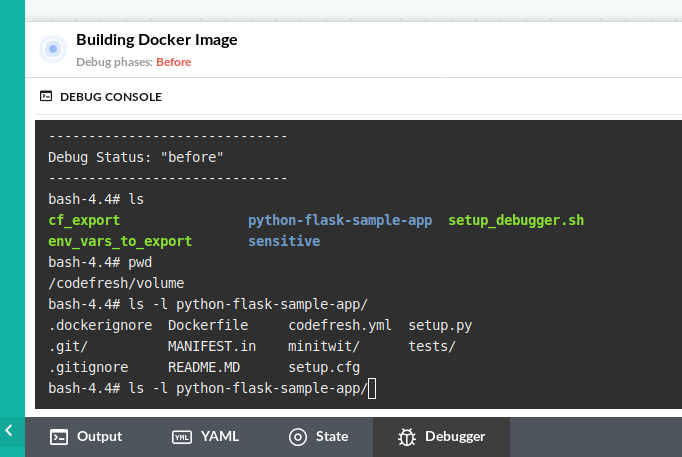 Building Docker Image
Debug phases: Before
DEBUG CONSOLE
------------------------------
Debug Status: "before"
------------------------------
bash-4.4# ls
cf_export                python-flask-sample-app  setup_debugger.sh
env_vars_to_export       sensitive
bash-4.4# pwd
/codefresh/volume
bash-4.4# ls -l python-flask-sample-app/
.dockerignore  Dockerfile     codefresh.yml  setup.py
.git/          MANIFEST.in    minitwit/      tests/
.gitignore     README.MD      setup.cfg
bash-4.4# ls -l python-flask-sample-app/
Output YML YAML State Debugger